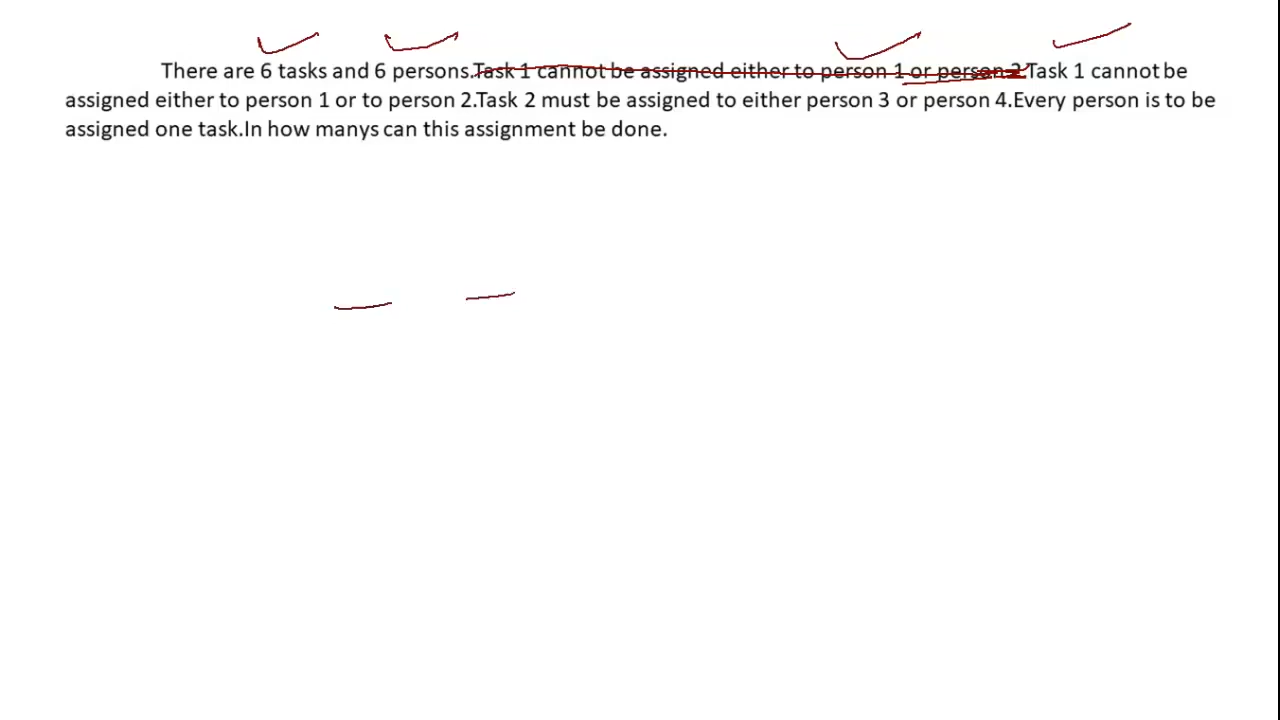 There are 6 tasks and 6 persons.Task 1 cannot be assigned either to person 1 or person 2.Task 1 cannot be
assigned either to person 1 or to person 2.Task 2 must be assigned to either person 3 or person 4.Every person is to be
assigned one task.In how manys can this assignment be done.